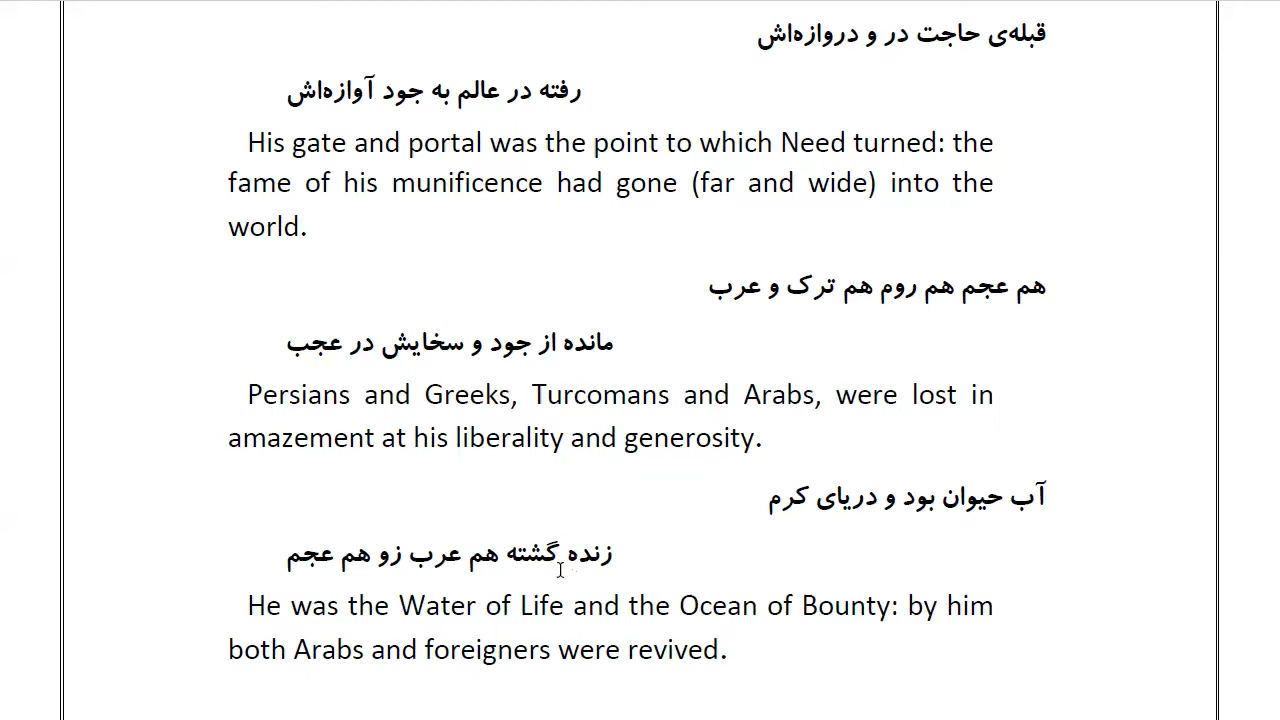 قبله‌ی حاجت در و دروازه‌اش
رفته در عالم به جود آوازه‌اش
His gate and portal was the point to which Need turned: the
fame of his munificence had gone (far and wide) into the
world.
هم عجم هم روم هم ترک و عرب
مانده از جود و سخایش در عجب
Persians and Greeks, Turcomans and Arabs, were lost in
amazement at his liberality and generosity.
آب حیوان بود و دریای کرم
زنده گشته هم عرب زو هم عجم
He was the Water of Life and the Ocean of Bounty: by him
both Arabs and foreigners were revived.